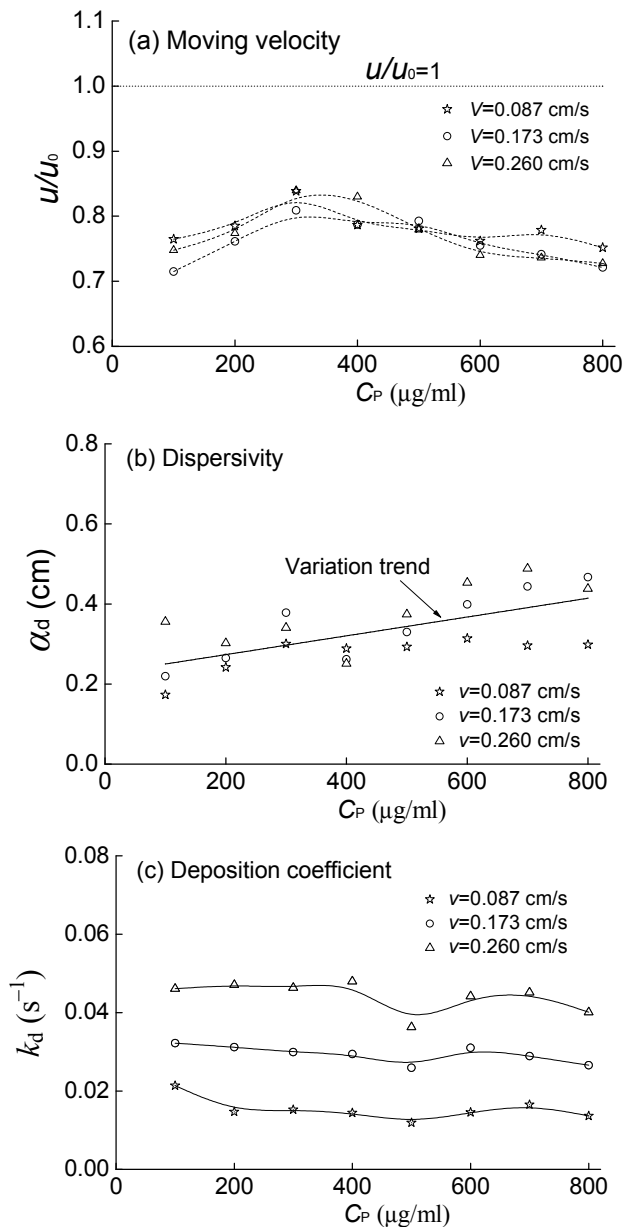 (a) Moving velocity
u/u₀=1
V=0.087 cm/s
V=0.173 cm/s
V=0.260 cm/s
u/u₀
1.1
1.0
0.9
0.8
0.7
0.6
0 200 400 600 800
Cₚ (μg/ml)
(b) Dispersivity
Variation trend
v=0.087 cm/s
v=0.173 cm/s
v=0.260 cm/s
α_d (cm)
0.8
0.6
0.4
0.2
0.0
0 200 400 600 800
Cₚ (μg/ml)
(c) Deposition coefficient
v=0.087 cm/s
v=0.173 cm/s
v=0.260 cm/s
k_d (s⁻¹)
0.08
0.06
0.04
0.02
0.00
0 200 400 600 800
Cₚ (μg/ml)